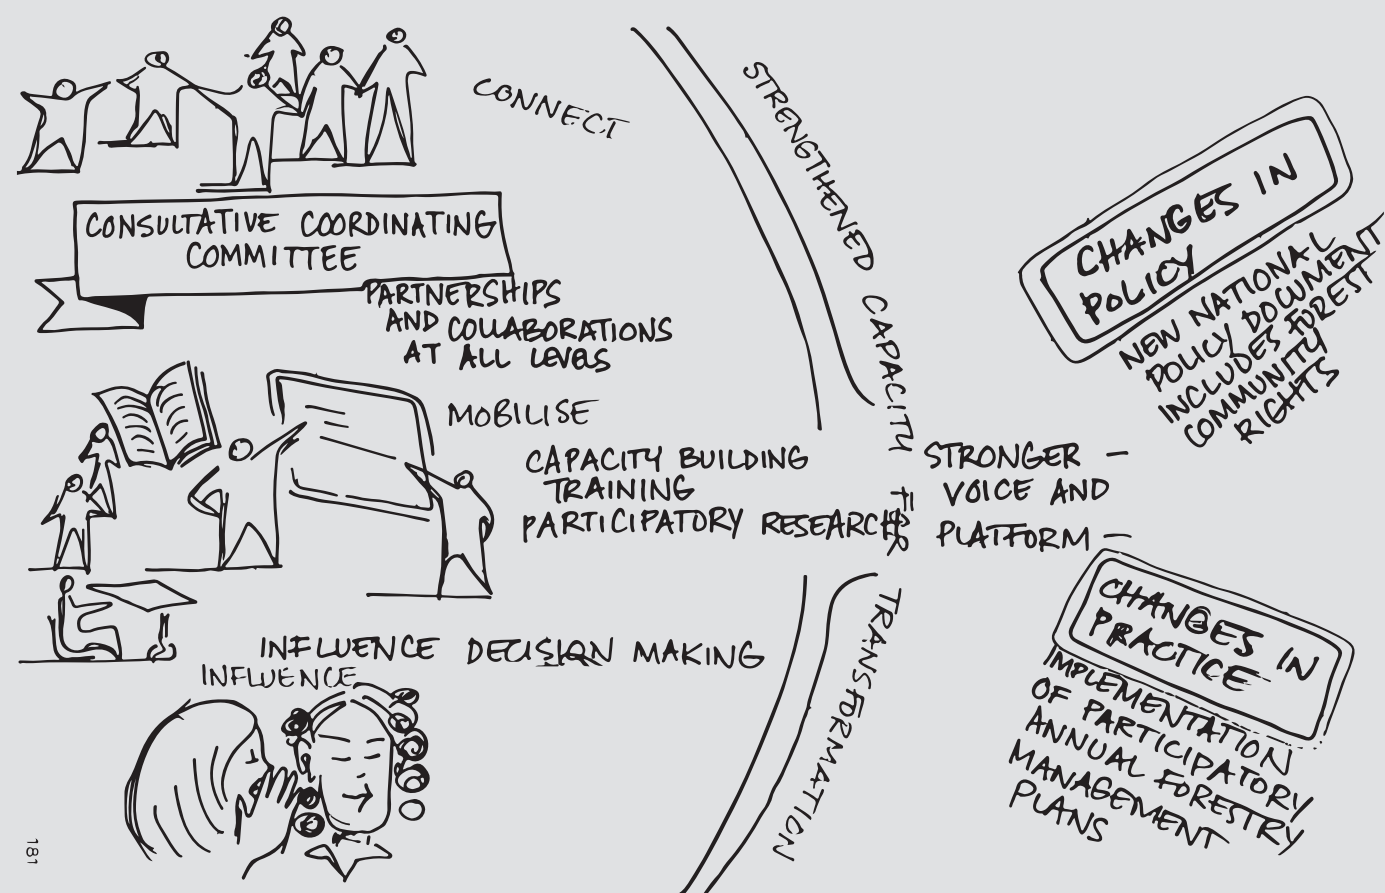 CONNECT
CONSULTATIVE COORDINATING
COMMITTEE
PARTNERSHIPS
AND COLLABORATIONS
AT ALL LEVELS
MOBILISE
CAPACITY BUILDING
TRAINING
PARTICIPATORY RESEARCH
INFLUENCE DECISION MAKING
INFLUENCE
STRENGTHENED CAPACITY FOR TRANSFORMATION
STRONGER –
VOICE AND
PLATFORM –
CHANGES IN
POLICY
NEW NATIONAL
POLICY DOCUMENT
INCLUDES FOREST
COMMUNITY
RIGHTS
CHANGES IN
PRACTICE
IMPLEMENTATION
OF PARTICIPATORY
ANNUAL FORESTRY
MANAGEMENT
PLANS
181